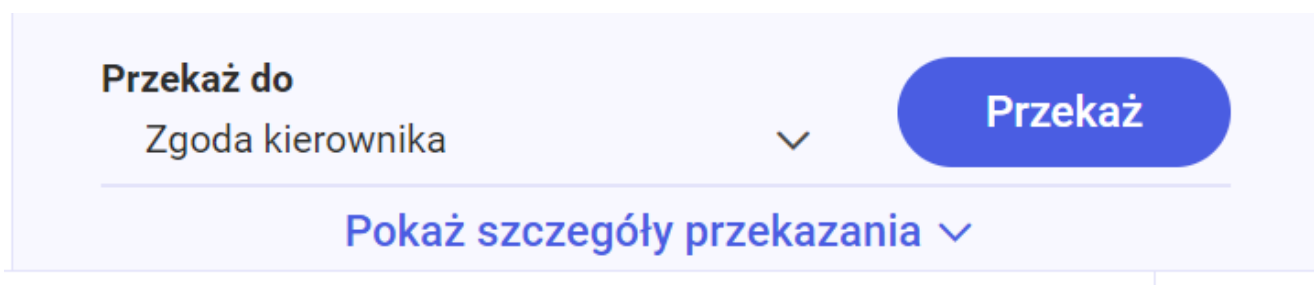 Przekaż do
Zgoda kierownika
Przekaż
Pokaż szczegóły przekazania